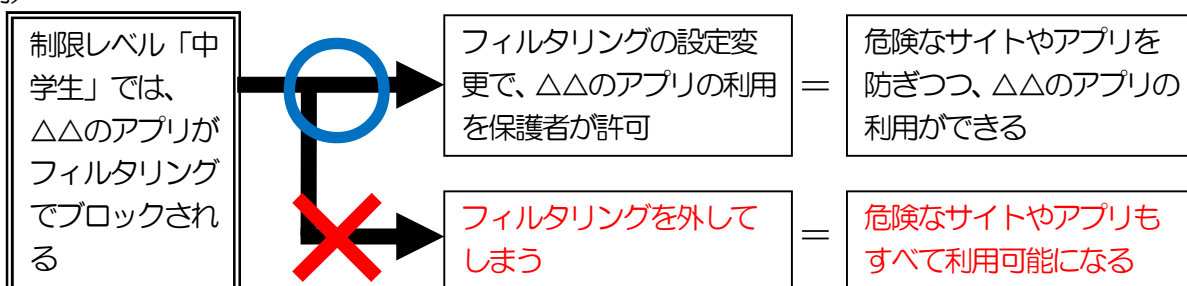 制限レベル「中
学生」では、
△△のアプリが
フィルタリング
でブロックされ
る
フィルタリングの設定変
更で、△△のアプリの利用
を保護者が許可
＝
危険なサイトやアプリを
防ぎつつ、△△のアプリの
利用ができる
フィルタリングを外して
しまう
＝
危険なサイトやアプリも
すべて利用可能になる